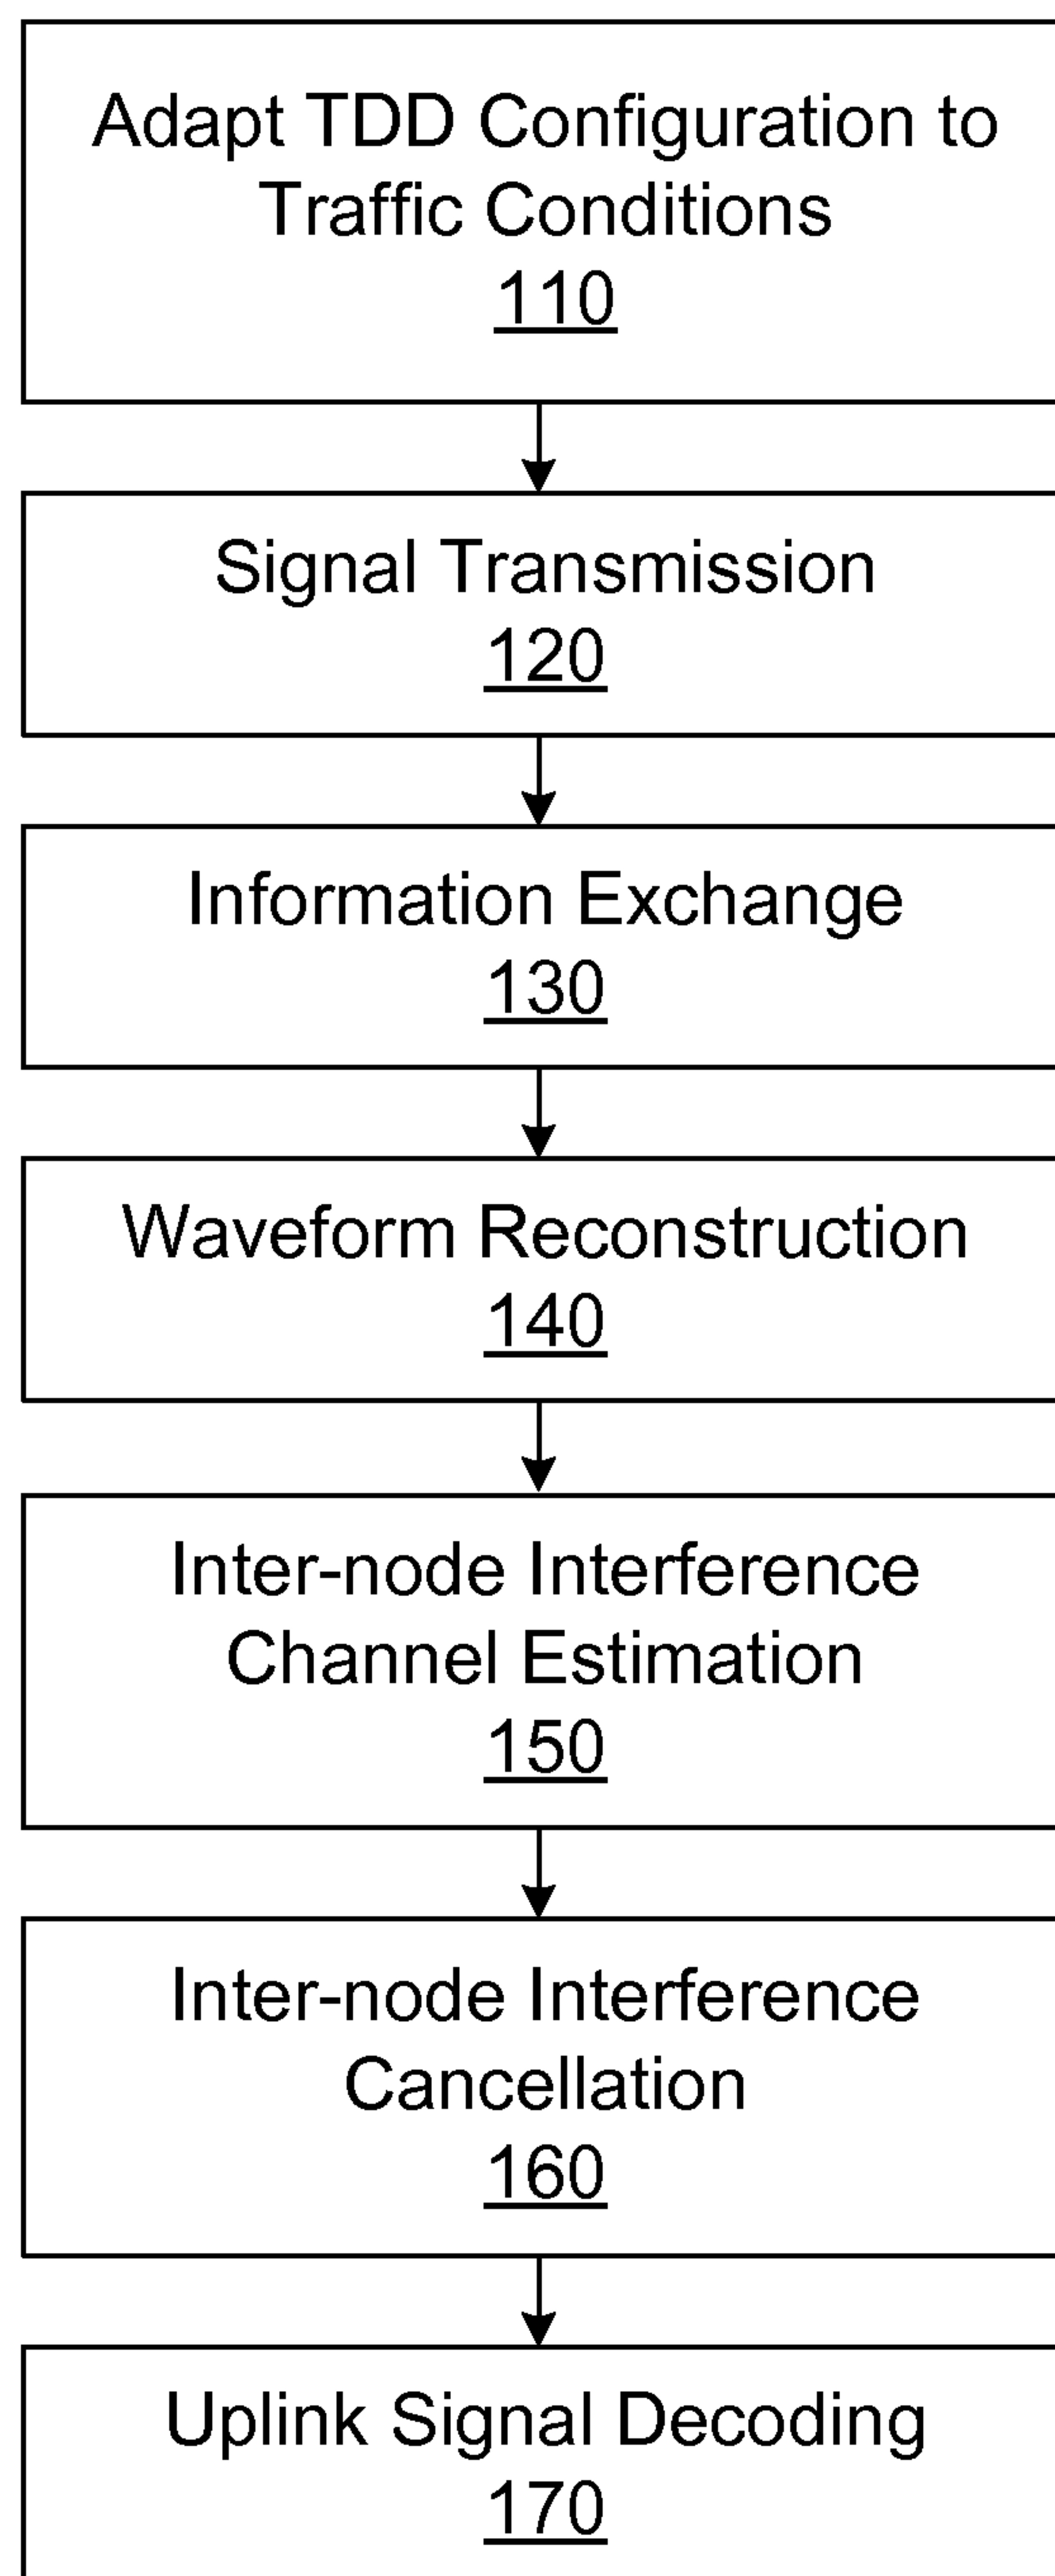 Adapt TDD Configuration to
Traffic Conditions
110
Signal Transmission
120
Information Exchange
130
Waveform Reconstruction
140
Inter-node Interference
Channel Estimation
150
Inter-node Interference
Cancellation
160
Uplink Signal Decoding
170